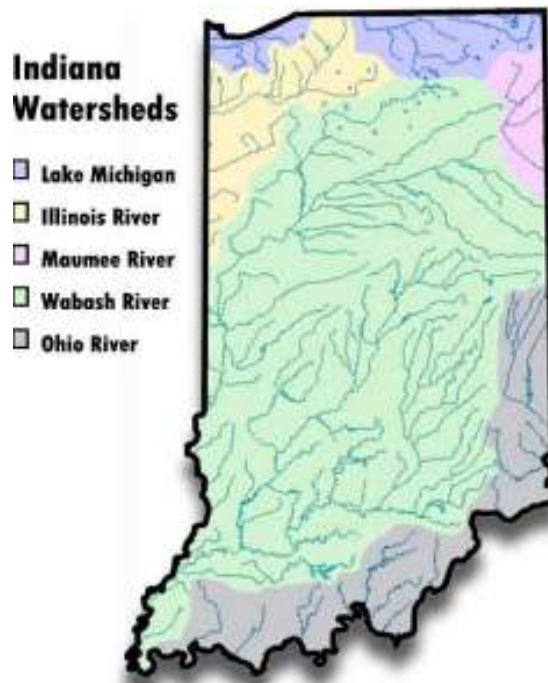 Indiana
Watersheds
Lake Michigan
Illinois River
Maumee River
Wabash River
Ohio River